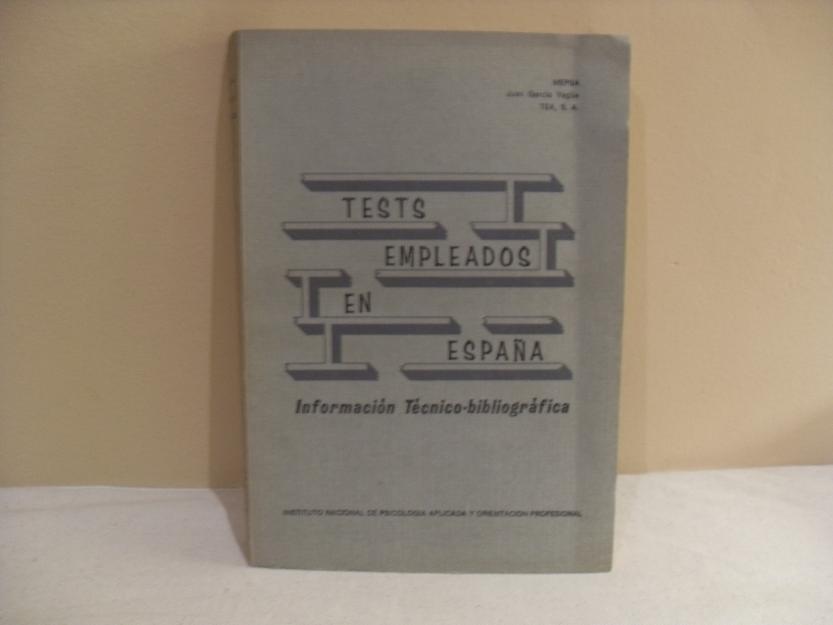 MEPSA
Juan García Yagüe
TEA, S. A.
TESTS
EMPLEADOS
EN
ESPAÑA
Información Técnico-bibliográfica
INSTITUTO NACIONAL DE PSICOLOGIA APLICADA Y ORIENTACION PROFESIONAL